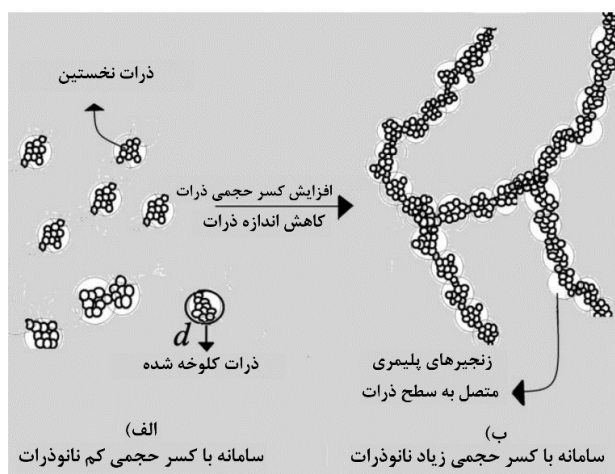 ذرات نخستین
افزایش کسر حجمی ذرات
کاهش اندازه ذرات
d
ذرات کلوخه شده
زنجیرهای پلیمری
متصل به سطح ذرات
الف)
سامانه با کسر حجمی کم نانوذرات
ب)
سامانه با کسر حجمی زیاد نانوذرات